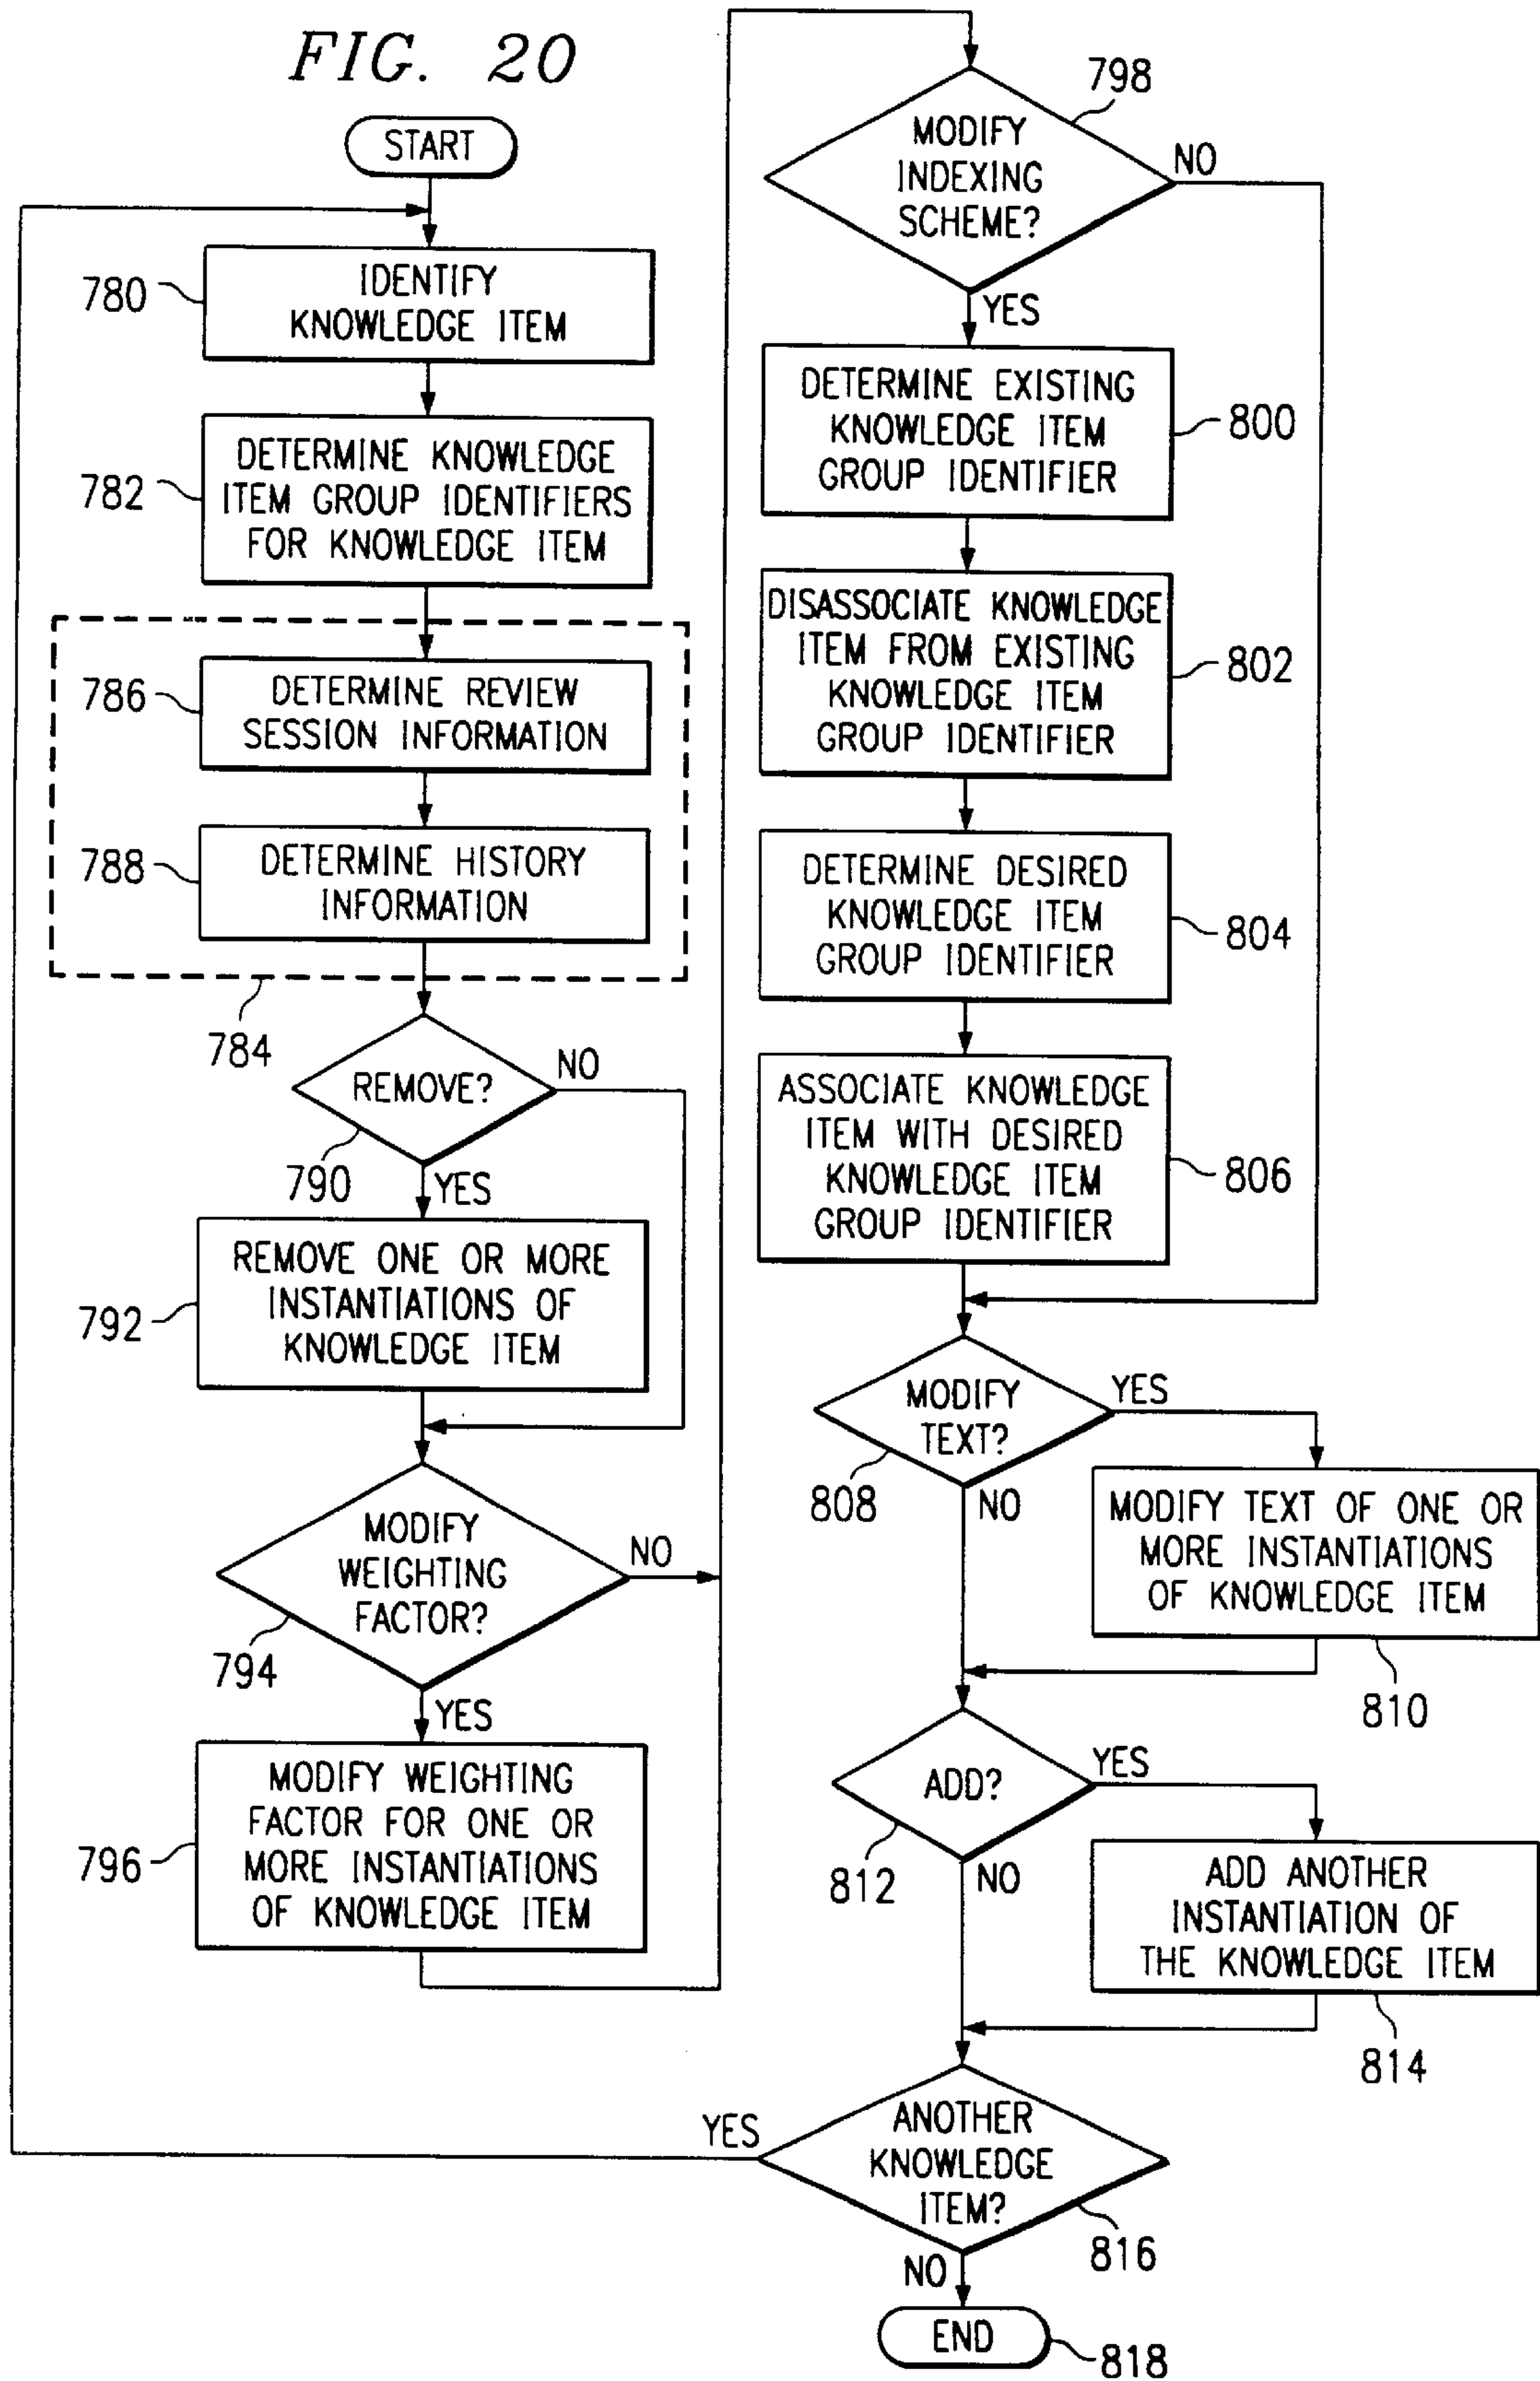 FIG. 20
START
780
IDENTIFY
KNOWLEDGE ITEM
782
DETERMINE KNOWLEDGE
ITEM GROUP IDENTIFIERS
FOR KNOWLEDGE ITEM
786
DETERMINE REVIEW
SESSION INFORMATION
788
DETERMINE HISTORY
INFORMATION
784
REMOVE?
NO
790
YES
792
REMOVE ONE OR MORE
INSTANTIATIONS OF
KNOWLEDGE ITEM
MODIFY
WEIGHTING
FACTOR?
NO
794
YES
796
MODIFY WEIGHTING
FACTOR FOR ONE OR
MORE INSTANTIATIONS
OF KNOWLEDGE ITEM
798
MODIFY
INDEXING
SCHEME?
NO
YES
DETERMINE EXISTING
KNOWLEDGE ITEM
GROUP IDENTIFIER
800
DISASSOCIATE KNOWLEDGE
ITEM FROM EXISTING
KNOWLEDGE ITEM
GROUP IDENTIFIER
802
DETERMINE DESIRED
KNOWLEDGE ITEM
GROUP IDENTIFIER
804
ASSOCIATE KNOWLEDGE
ITEM WITH DESIRED
KNOWLEDGE ITEM
GROUP IDENTIFIER
806
MODIFY
TEXT?
YES
808
NO
MODIFY TEXT OF ONE OR
MORE INSTANTIATIONS
OF KNOWLEDGE ITEM
810
ADD?
YES
812
NO
ADD ANOTHER
INSTANTIATION OF
THE KNOWLEDGE ITEM
814
YES
ANOTHER
KNOWLEDGE
ITEM?
816
NO
END
818